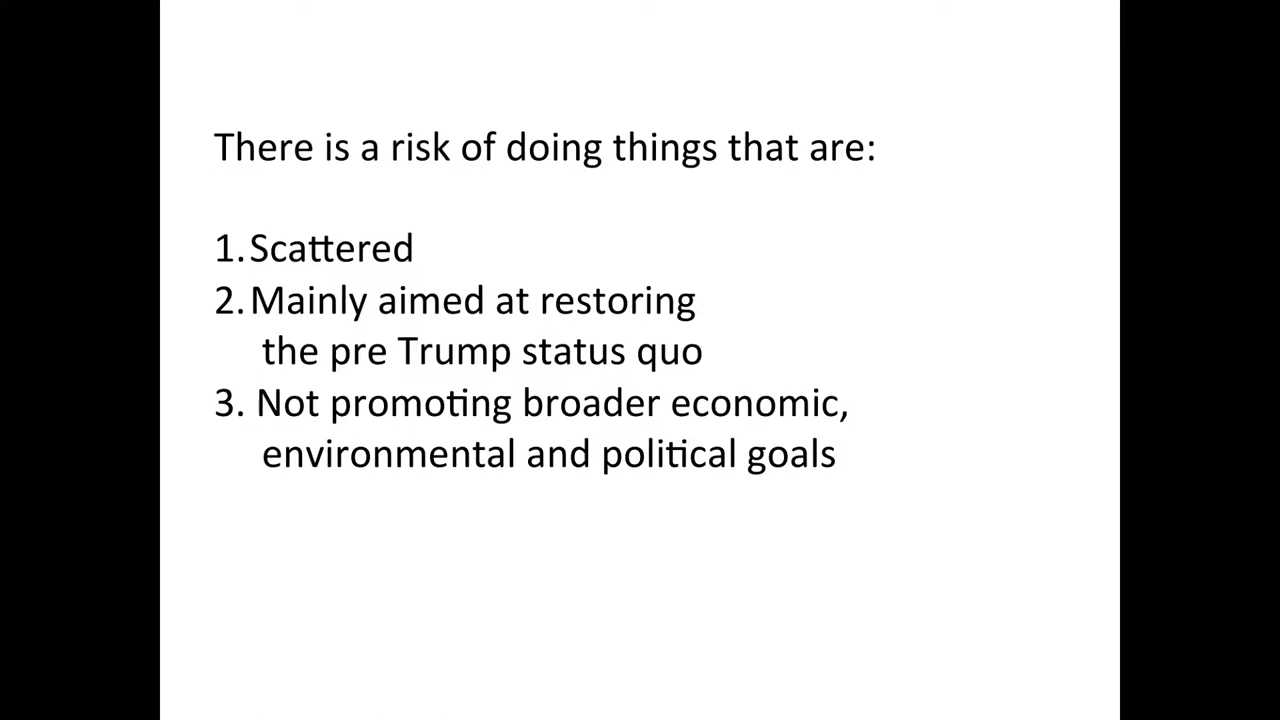 There is a risk of doing things that are:
1. Scattered
2. Mainly aimed at restoring
the pre Trump status quo
3. Not promoting broader economic,
environmental and political goals